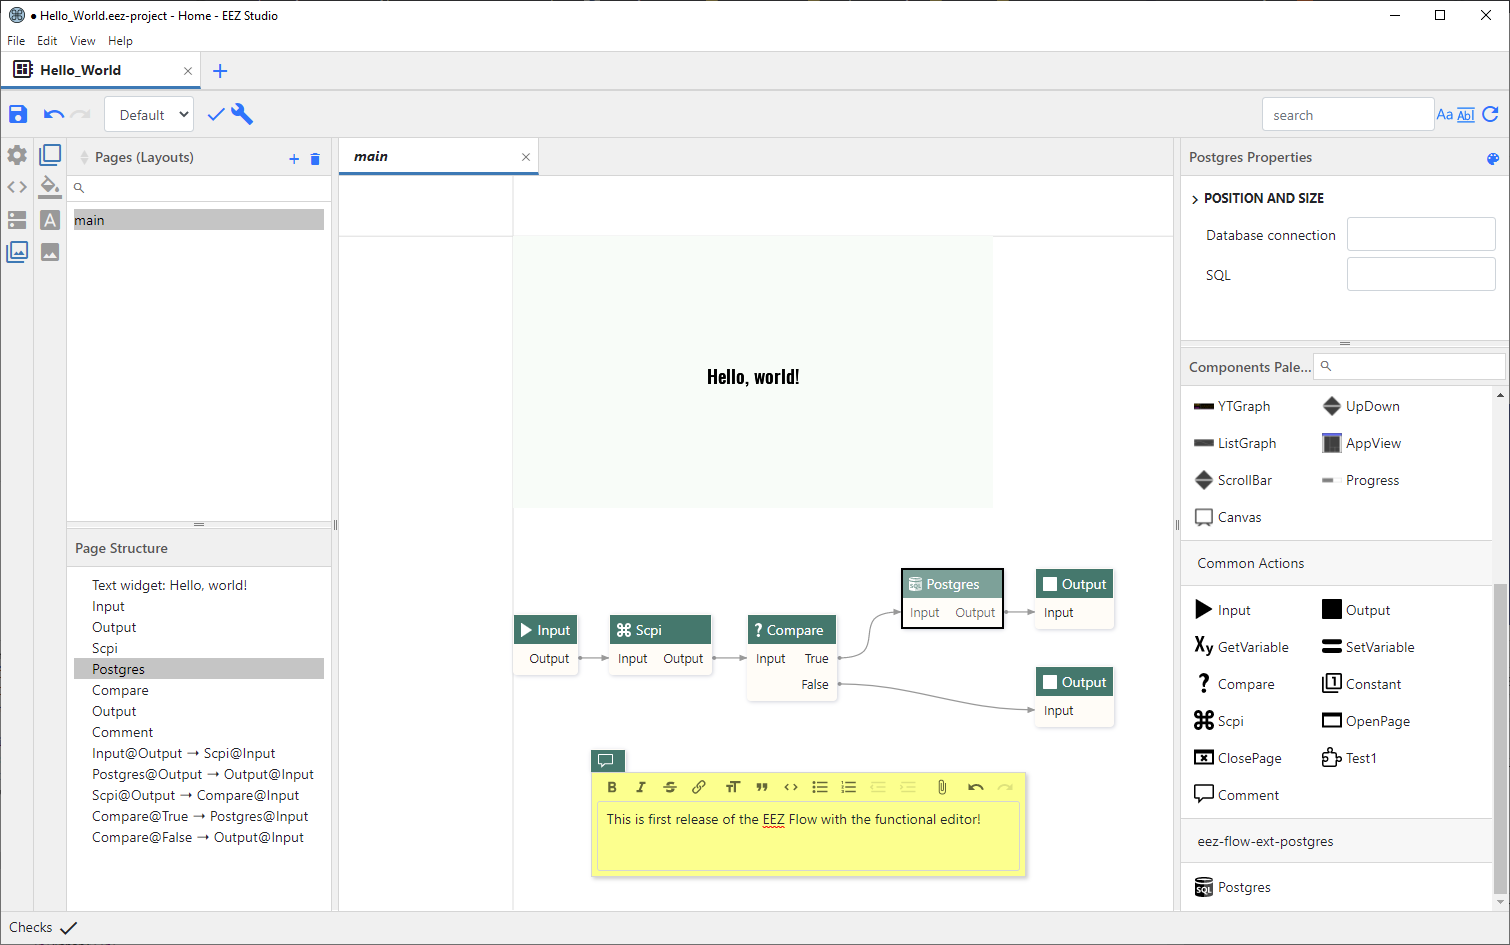 ● Hello_World.eez-project - Home - EEZ Studio
File Edit View Help
Hello_World
Default
search
Aa Ab|
Pages (Layouts)
main
Page Structure
Text widget: Hello, world!
Input
Output
Scpi
Postgres
Compare
Output
Comment
Input@Output → Scpi@Input
Postgres@Output → Output@Input
Scpi@Output → Compare@Input
Compare@True → Postgres@Input
Compare@False → Output@Input
main
Hello, world!
Input
Output
Scpi
Input Output
? Compare
Input True
False
Postgres
Input Output
Output
Input
Output
Input
This is first release of the EEZ Flow with the functional editor!
Postgres Properties
POSITION AND SIZE
Database connection
SQL
Components Pale...
YTGraph UpDown
ListGraph AppView
ScrollBar Progress
Canvas
Common Actions
Input Output
GetVariable SetVariable
Compare Constant
Scpi OpenPage
ClosePage Test1
Comment
eez-flow-ext-postgres
Postgres
Checks